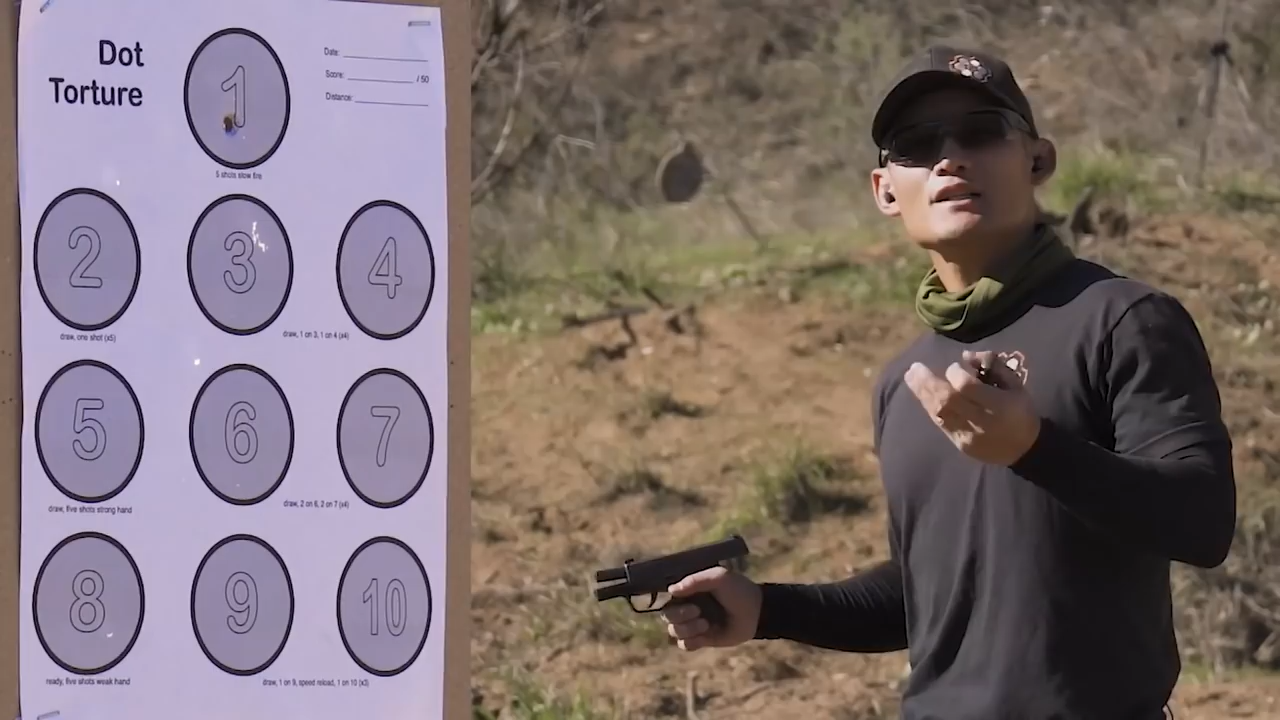 Dot
Torture
1
Date:
Score: / 50
Distance:
5 shots slow fire
2
3
4
draw, one shot (x5)
draw, 1 on 3, 1 on 4 (x4)
5
6
7
draw, five shots strong hand
draw, 2 on 6, 2 on 7 (x4)
8
9
10
ready, five shots weak hand
draw, 1 on 9, speed reload, 1 on 10 (x3)